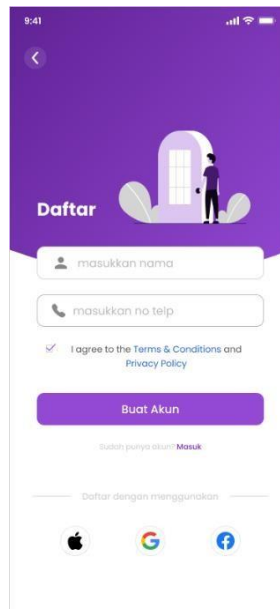 9:41
Daftar
masukkan nama
masukkan no telp
I agree to the Terms & Conditions and
Privacy Policy
Buat Akun
Sudah punya akun? Masuk
Daftar dengan menggunakan